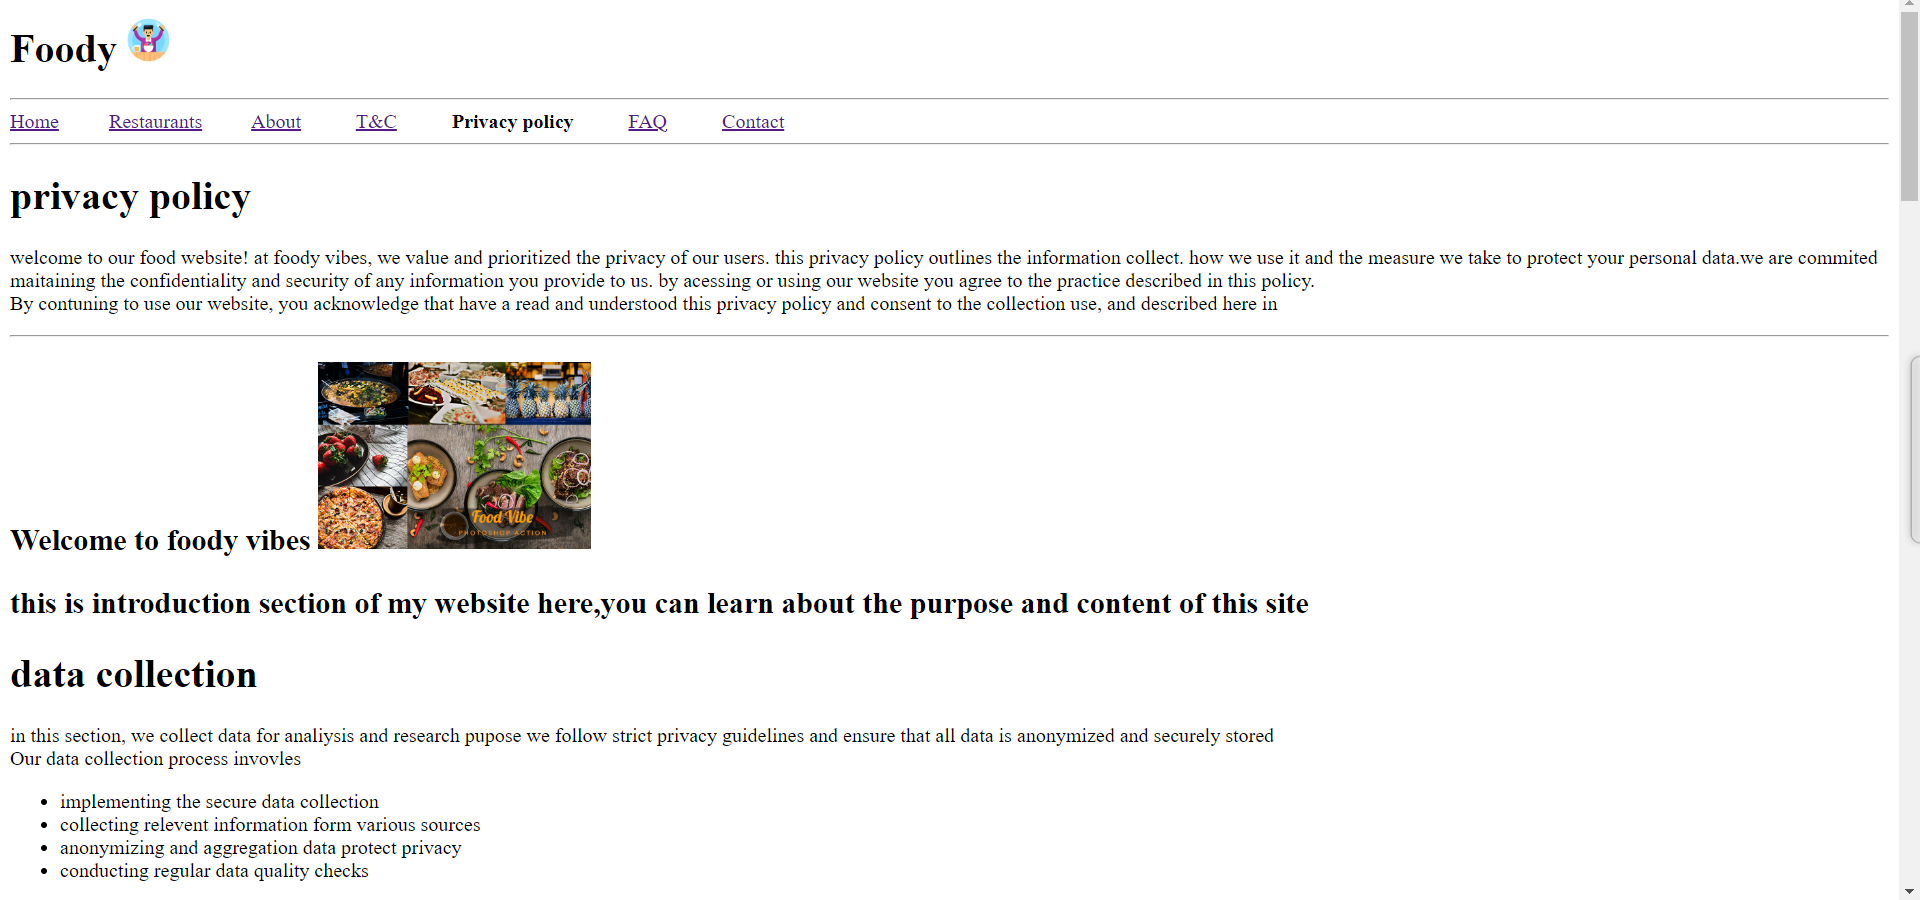 Foody
Home Restaurants About T&C Privacy policy FAQ Contact
privacy policy
welcome to our food website! at foody vibes, we value and prioritized the privacy of our users. this privacy policy outlines the information collect. how we use it and the measure we take to protect your personal data.we are commited
maitaining the confidentiality and security of any information you provide to us. by acessing or using our website you agree to the practice described in this policy.
By contuning to use our website, you acknowledge that have a read and understood this privacy policy and consent to the collection use, and described here in
Food Vibe
PHOTOSHOP ACTION
Welcome to foody vibes
this is introduction section of my website here,you can learn about the purpose and content of this site
data collection
in this section, we collect data for analiysis and research pupose we follow strict privacy guidelines and ensure that all data is anonymized and securely stored
Our data collection process invovles
implementing the secure data collection
collecting relevent information form various sources
anonymizing and aggregation data protect privacy
conducting regular data quality checks